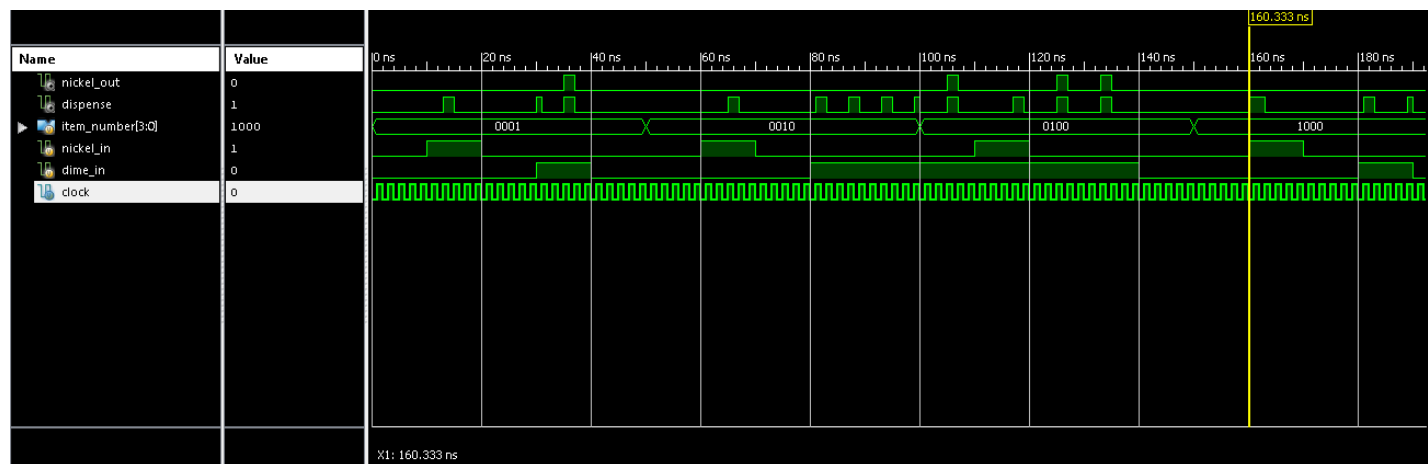 160.333 ns
Name Value 0 ns 20 ns 40 ns 60 ns 80 ns 100 ns 120 ns 140 ns 160 ns 180 ns
nickel_out 0
dispense 1
item_number[3:0] 1000 0001 0010 0100 1000
nickel_in 1
dime_in 0
clock 0
X1: 160.333 ns